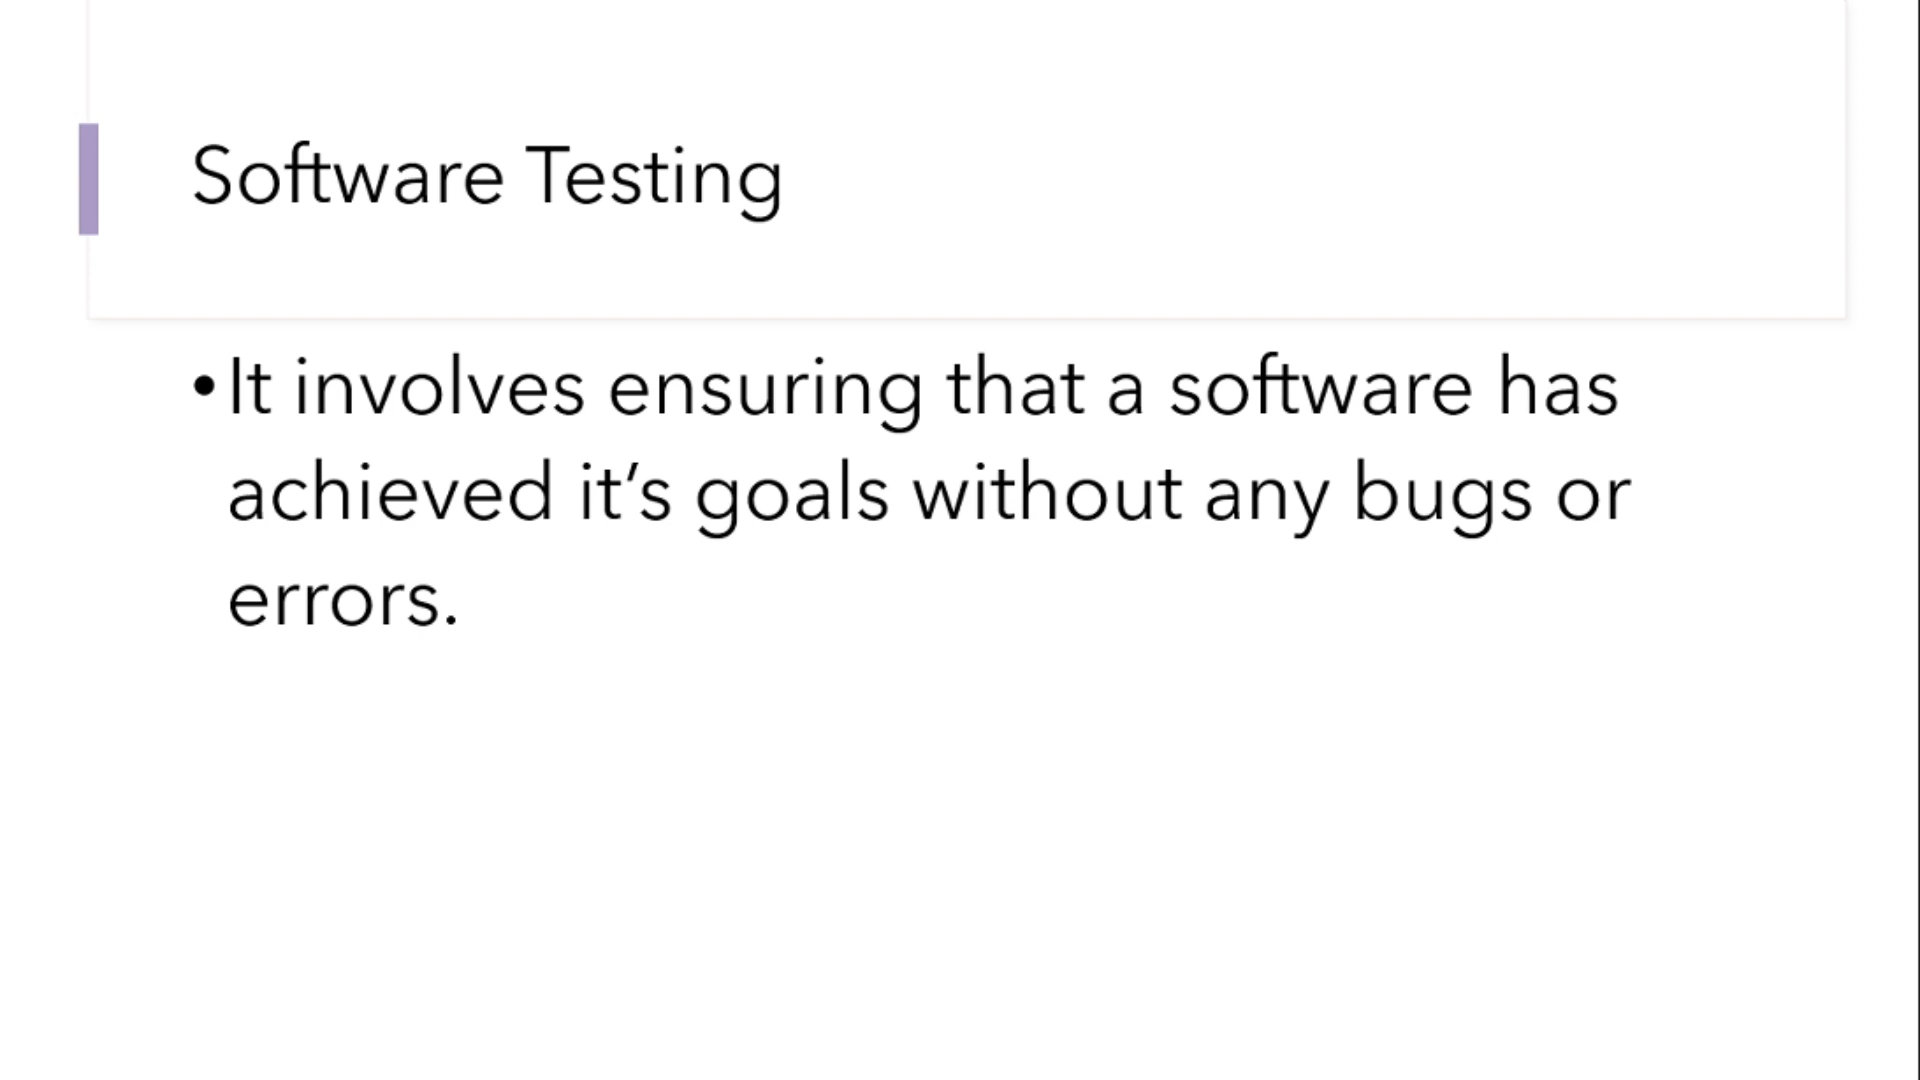 Software Testing
•It involves ensuring that a software has
achieved it’s goals without any bugs or
errors.